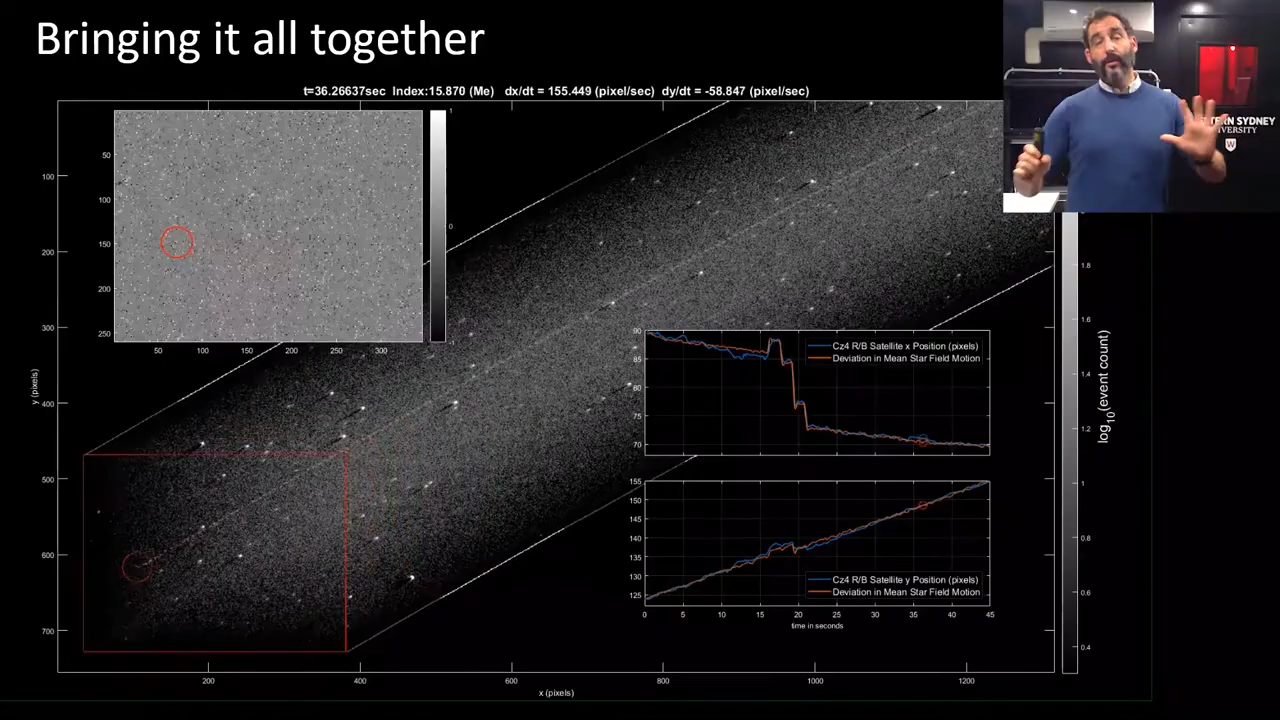 Bringing it all together
t=36.26637sec Index:15.870 (Me) dx/dt = 155.449 (pixel/sec) dy/dt = -58.847 (pixel/sec)
50
100
150
200
250
50 100 150 200 250 300
1
0
-1
y (pixels)
100
200
300
400
500
600
700
200 400 600 800 1000 1200
x (pixels)
90
85
80
75
70
Cz4 R/B Satellite x Position (pixels)
Deviation in Mean Star Field Motion
155
150
145
140
135
130
125
Cz4 R/B Satellite y Position (pixels)
Deviation in Mean Star Field Motion
0 5 10 15 20 25 30 35 40 45
time in seconds
1.8
1.6
1.4
1.2
1
0.8
0.6
0.4
log10(event count)
TERN SYDNEY
IVERSITY
W